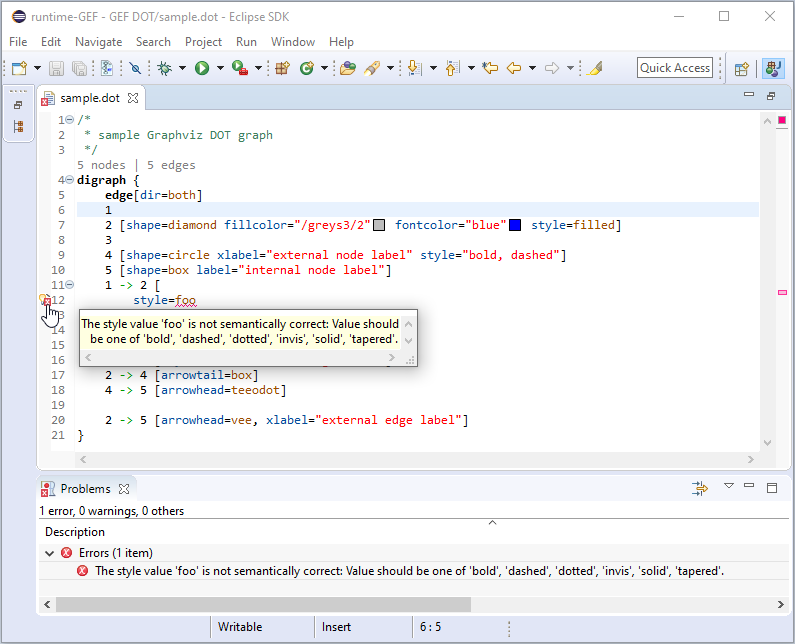 runtime-GEF - GEF DOT/sample.dot - Eclipse SDK
File Edit Navigate Search Project Run Window Help
Quick Access
sample.dot
1 /*
2  * sample Graphviz DOT graph
3  */
5 nodes | 5 edges
4 digraph {
5     edge[dir=both]
6     1
7     2 [shape=diamond fillcolor="/greys3/2" fontcolor="blue" style=filled]
8     3
9     4 [shape=circle xlabel="external node label" style="bold, dashed"]
10     5 [shape=box label="internal node label"]
11     1 -> 2 [
12         style=foo
13
The style value 'foo' is not semantically correct: Value should
be one of 'bold', 'dashed', 'dotted', 'invis', 'solid', 'tapered'.
14
15
16
17     2 -> 4 [arrowtail=box]
18     4 -> 5 [arrowhead=teeodot]
19
20     2 -> 5 [arrowhead=vee, xlabel="external edge label"]
21 }
Problems
1 error, 0 warnings, 0 others
Description
Errors (1 item)
The style value 'foo' is not semantically correct: Value should be one of 'bold', 'dashed', 'dotted', 'invis', 'solid', 'tapered'.
Writable Insert 6 : 5